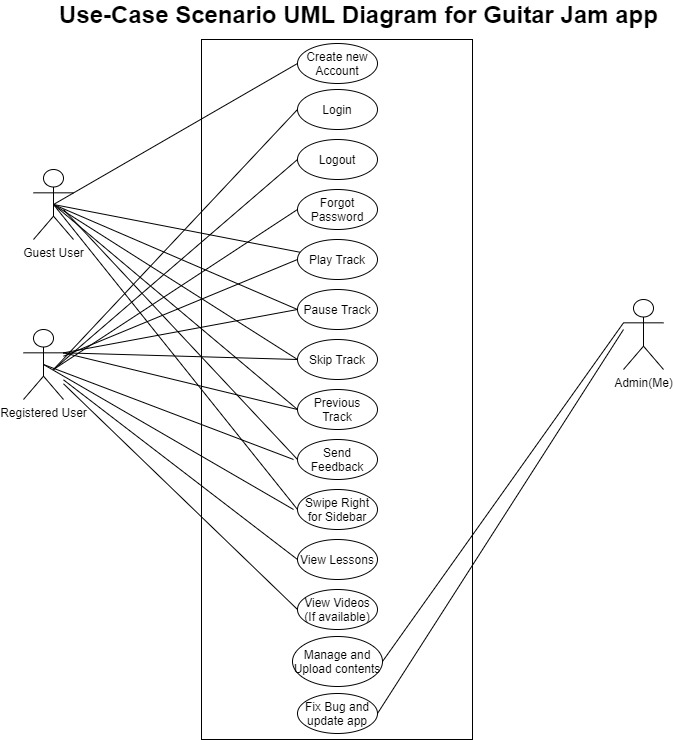 Use-Case Scenario UML Diagram for Guitar Jam app
Create new
Account
Login
Logout
Forgot
Password
Guest User
Play Track
Pause Track
Skip Track
Admin(Me)
Registered User
Previous
Track
Send
Feedback
Swipe Right
for Sidebar
View Lessons
View Videos
(If available)
Manage and
Upload contents
Fix Bug and
update app